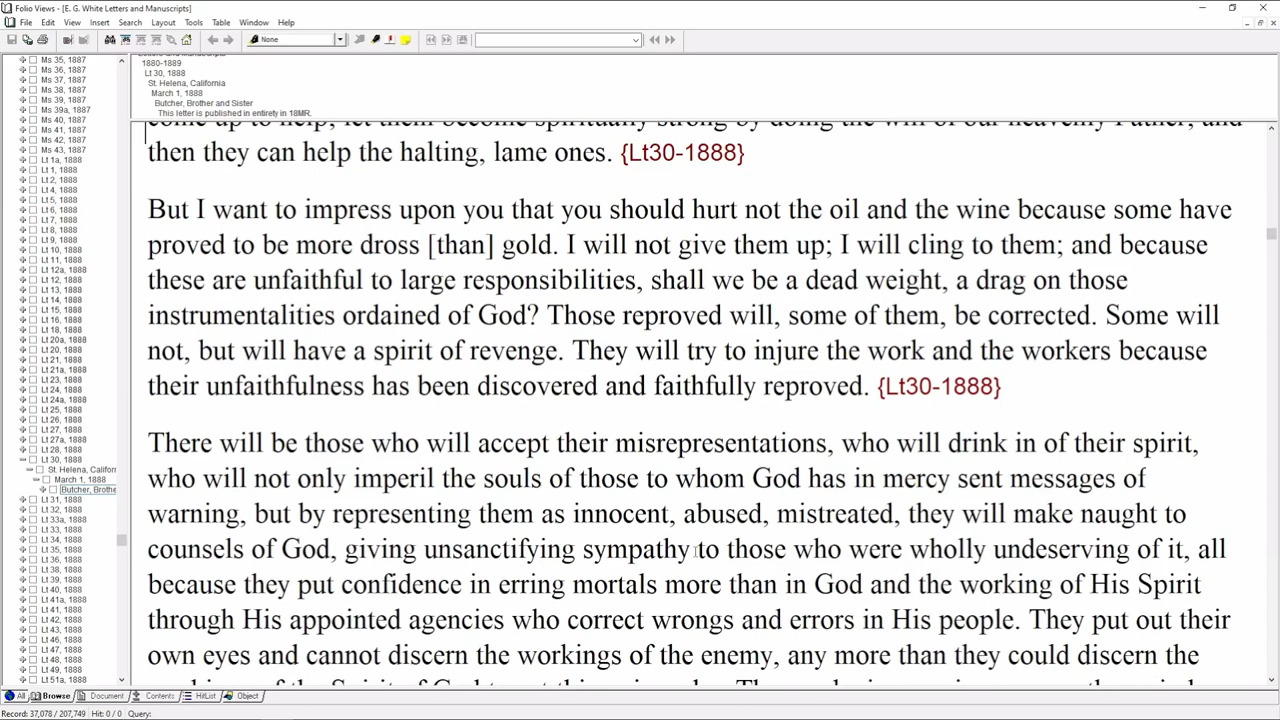 Folio Views - [E. G. White Letters and Manuscripts]
File Edit View Insert Search Layout Tools Table Window Help
None
Ms 35, 1887
Ms 36, 1887
Ms 37, 1887
Ms 38, 1887
Ms 39, 1887
Ms 39a, 1887
Ms 40, 1887
Ms 41, 1887
Ms 42, 1887
Ms 43, 1887
Lt 1a, 1888
Lt 1, 1888
Lt 2, 1888
Lt 4, 1888
Lt 5, 1888
Lt 6, 1888
Lt 7, 1888
Lt 8, 1888
Lt 9, 1888
Lt 10, 1888
Lt 11, 1888
Lt 12a, 1888
Lt 12, 1888
Lt 13, 1888
Lt 14, 1888
Lt 15, 1888
Lt 16, 1888
Lt 18, 1888
Lt 20a, 1888
Lt 20, 1888
Lt 21, 1888
Lt 21a, 1888
Lt 23, 1888
Lt 24, 1888
Lt 24a, 1888
Lt 25, 1888
Lt 26, 1888
Lt 27, 1888
Lt 27a, 1888
Lt 28, 1888
Lt 30, 1888
St. Helena, Californ
March 1, 1888
Butcher, Brothe
Lt 31, 1888
Lt 32, 1888
Lt 33a, 1888
Lt 33, 1888
Lt 34, 1888
Lt 35, 1888
Lt 36, 1888
Lt 38, 1888
Lt 39, 1888
Lt 40, 1888
Lt 41a, 1888
Lt 41, 1888
Lt 42, 1888
Lt 43, 1888
Lt 46, 1888
Lt 47, 1888
Lt 48, 1888
Lt 49, 1888
Lt 51a, 1888
1880-1889
Lt 30, 1888
St. Helena, California
March 1, 1888
Butcher, Brother and Sister
This letter is published in entirety in 18MR.
come up to help, let them become spiritually strong by doing the will of our heavenly Father, and
then they can help the halting, lame ones. {Lt30-1888}
But I want to impress upon you that you should hurt not the oil and the wine because some have
proved to be more dross [than] gold. I will not give them up; I will cling to them; and because
these are unfaithful to large responsibilities, shall we be a dead weight, a drag on those
instrumentalities ordained of God? Those reproved will, some of them, be corrected. Some will
not, but will have a spirit of revenge. They will try to injure the work and the workers because
their unfaithfulness has been discovered and faithfully reproved. {Lt30-1888}
There will be those who will accept their misrepresentations, who will drink in of their spirit,
who will not only imperil the souls of those to whom God has in mercy sent messages of
warning, but by representing them as innocent, abused, mistreated, they will make naught to
counsels of God, giving unsanctifying sympathy to those who were wholly undeserving of it, all
because they put confidence in erring mortals more than in God and the working of His Spirit
through His appointed agencies who correct wrongs and errors in His people. They put out their
own eyes and cannot discern the workings of the enemy, any more than they could discern the
All Browse Document Contents HitList Object
Record: 37,078 / 207,749 Hit: 0 / 0 Query: